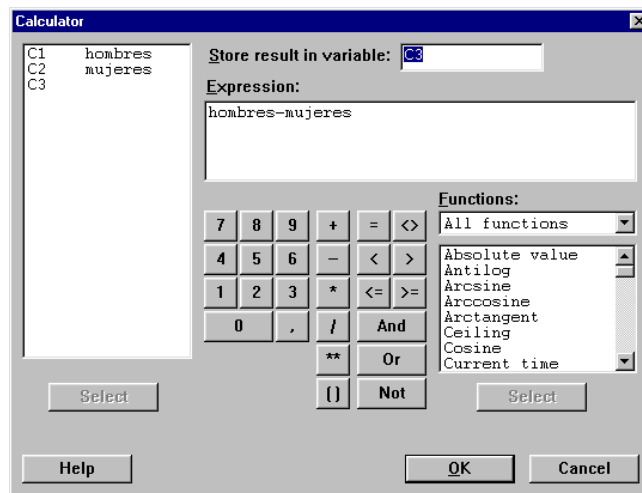 Calculator
C1 hombres
C2 mujeres
C3
Store result in variable: C3
Expression:
hombres-mujeres
Functions:
All functions
7 8 9 + = <>
4 5 6 - < >
1 2 3 * <= >=
0 , / And
** Or
() Not
Absolute value
Antilog
Arcsine
Arccosine
Arctangent
Ceiling
Cosine
Current time
Select
Select
Help
OK
Cancel